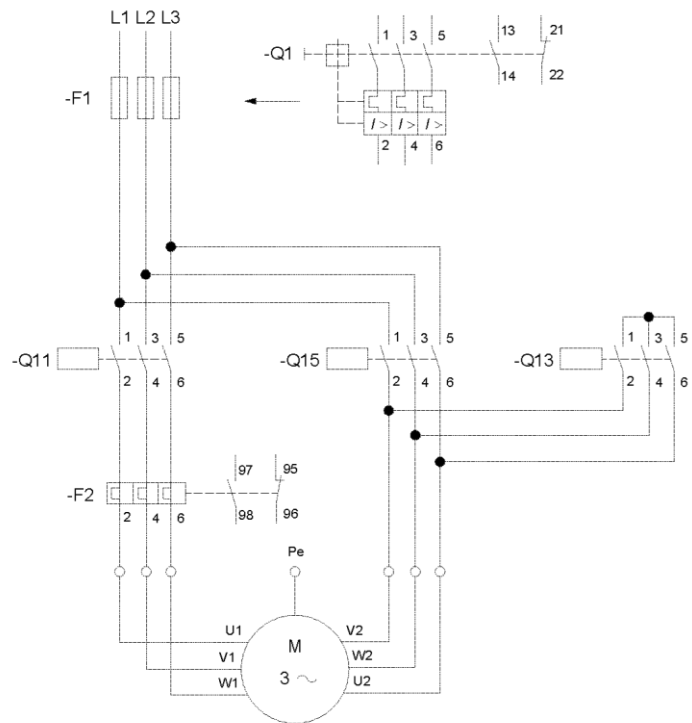 L1 L2 L3
-Q1 1 3 5 13 21
14 22
-F1
I > I > I >
2 4 6
1 3 5 1 3 5 1 3 5
-Q11 -Q15 -Q13
2 4 6 2 4 6 2 4 6
97 95
-F2
2 4 6 98 96
Pe
U1 V2
M
V1 W2
3 ~
W1 U2